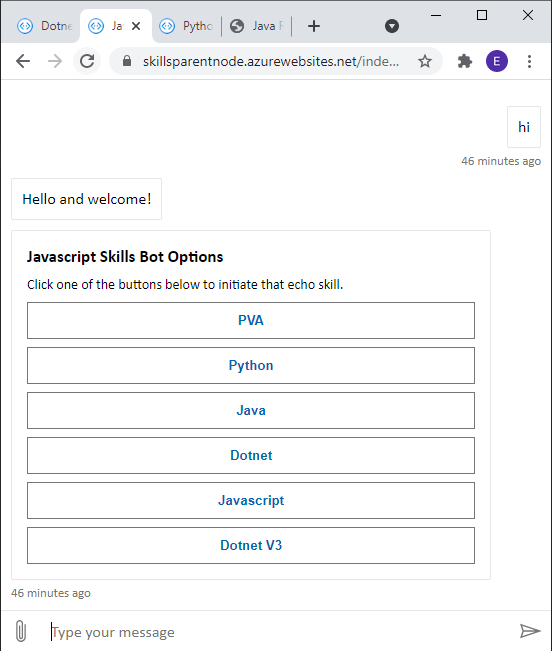 Dotne
Ja
Pytho
Java
skillsparentnode.azurewebsites.net/inde...
E
hi
46 minutes ago
Hello and welcome!
Javascript Skills Bot Options
Click one of the buttons below to initiate that echo skill.
PVA
Python
Java
Dotnet
Javascript
Dotnet V3
46 minutes ago
Type your message